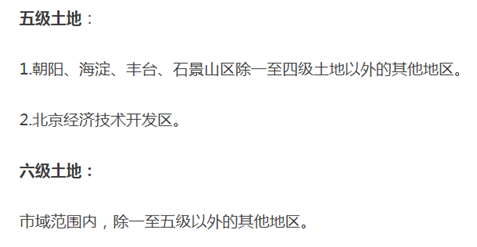 五级土地：
1.朝阳、海淀、丰台、石景山区除一至四级土地以外的其他地区。
2.北京经济技术开发区。
六级土地：
市域范围内，除一至五级以外的其他地区。